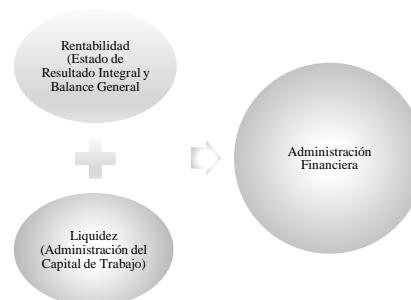 Rentabilidad
(Estado de
Resultado Integral y
Balance General
Liquidez
(Administración del
Capital de Trabajo)
Administración
Financiera